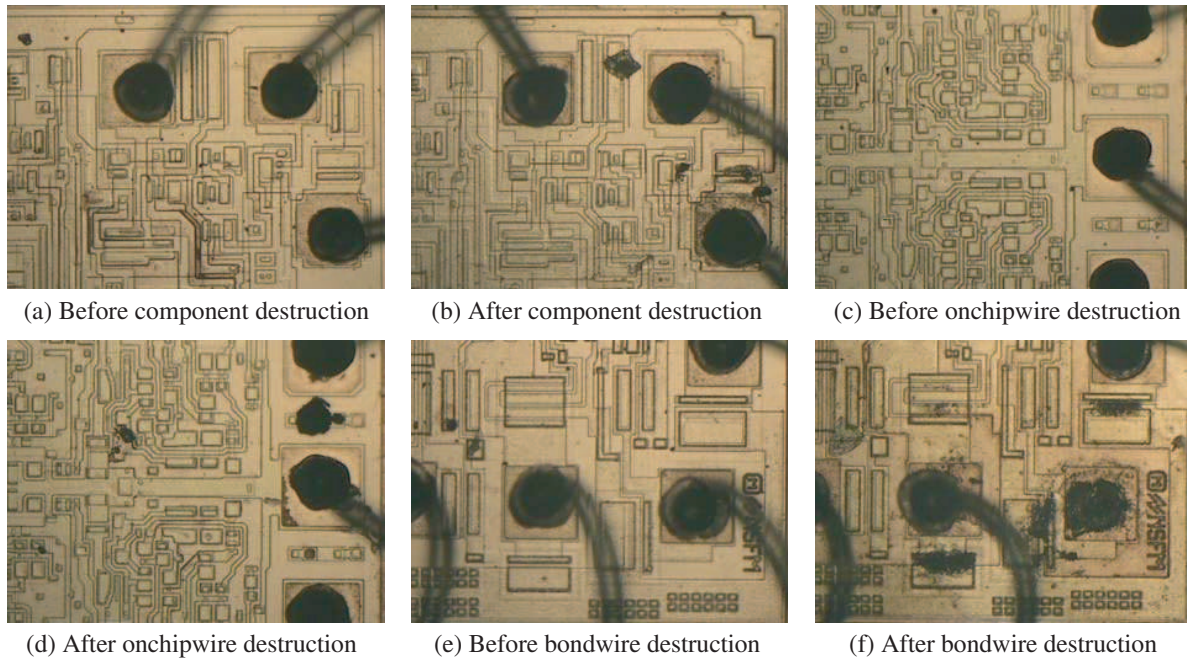 (a) Before component destruction
(b) After component destruction
(c) Before onchipwire destruction
(d) After onchipwire destruction
(e) Before bondwire destruction
(f) After bondwire destruction